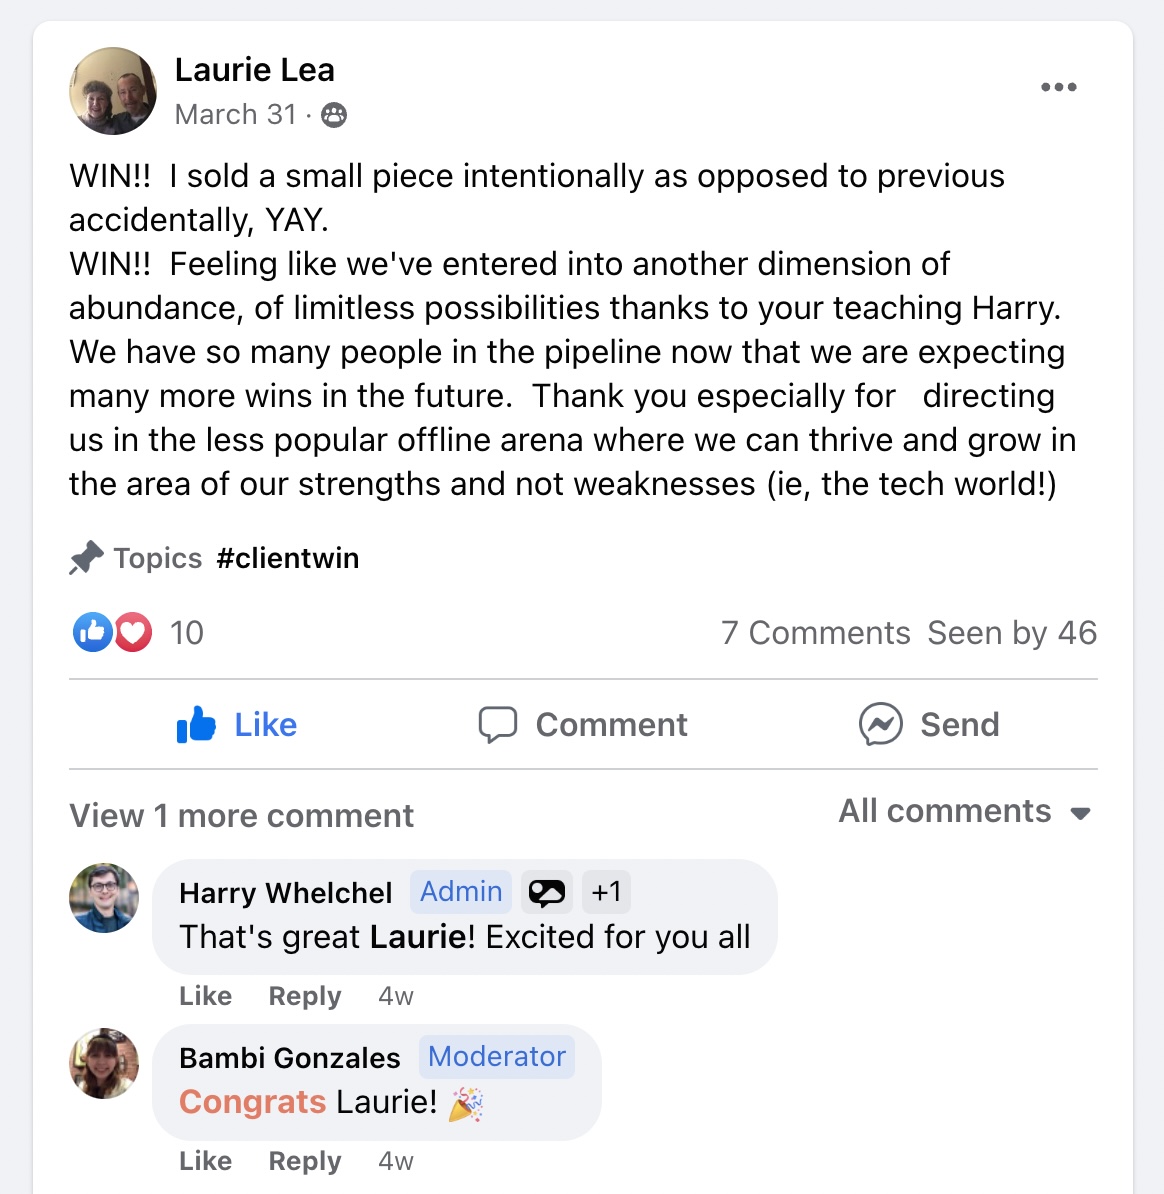 Laurie Lea
March 31 ·
WIN!!  I sold a small piece intentionally as opposed to previous
accidentally, YAY.
WIN!!  Feeling like we've entered into another dimension of
abundance, of limitless possibilities thanks to your teaching Harry.
We have so many people in the pipeline now that we are expecting
many more wins in the future.  Thank you especially for   directing
us in the less popular offline arena where we can thrive and grow in
the area of our strengths and not weaknesses (ie, the tech world!)
Topics #clientwin
10 7 Comments Seen by 46
Like Comment Send
View 1 more comment All comments
Harry Whelchel Admin +1
That's great Laurie! Excited for you all
Like Reply 4w
Bambi Gonzales Moderator
Congrats Laurie! 🎉
Like Reply 4w